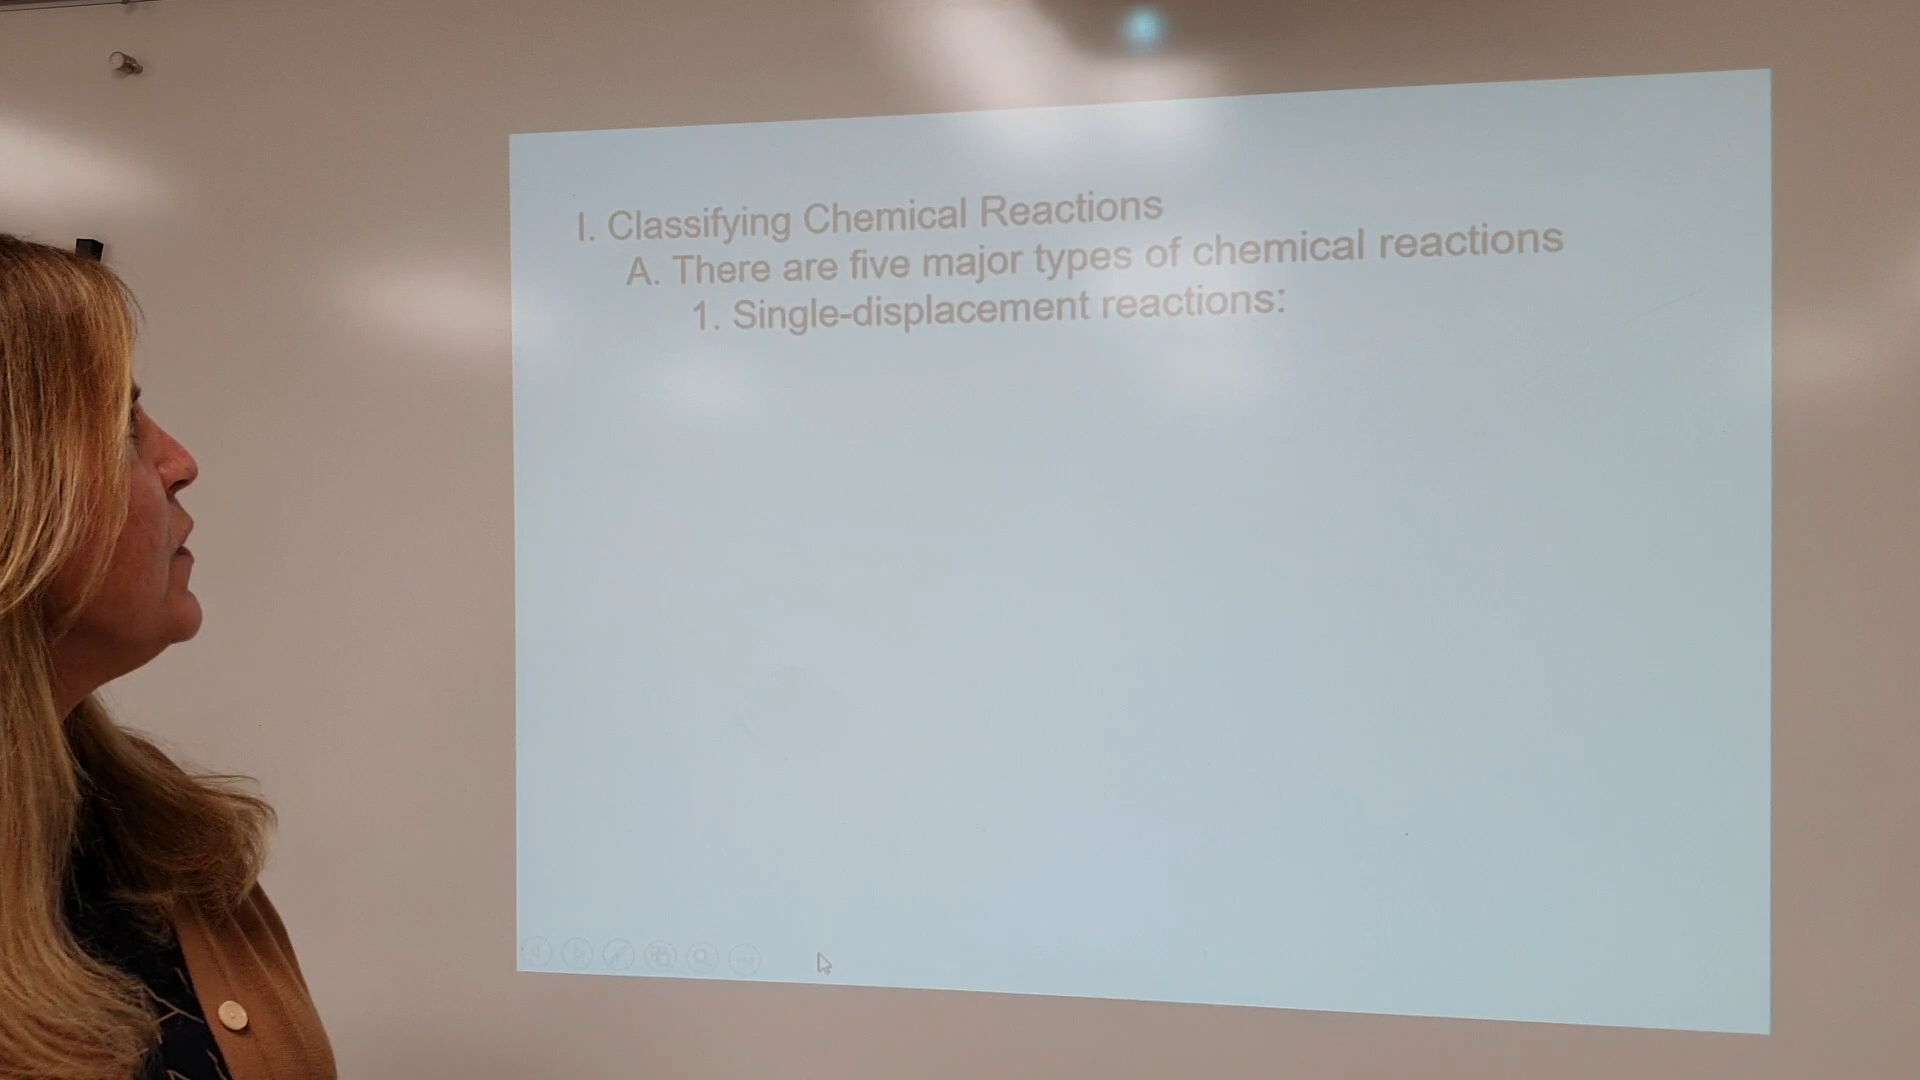 I. Classifying Chemical Reactions
A. There are five major types of chemical reactions
1. Single-displacement reactions: